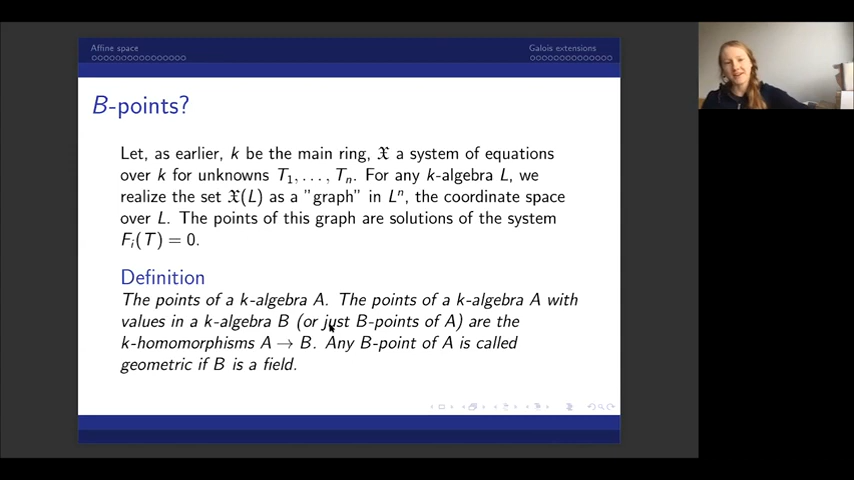 Affine space
Galois extensions
B-points?
Let, as earlier, k be the main ring, 𝔛 a system of equations
over k for unknowns T₁, . . . , Tₙ. For any k-algebra L, we
realize the set 𝔛(L) as a "graph" in Lⁿ, the coordinate space
over L. The points of this graph are solutions of the system
Fᵢ(T) = 0.
Definition
The points of a k-algebra A. The points of a k-algebra A with
values in a k-algebra B (or just B-points of A) are the
k-homomorphisms A → B. Any B-point of A is called
geometric if B is a field.